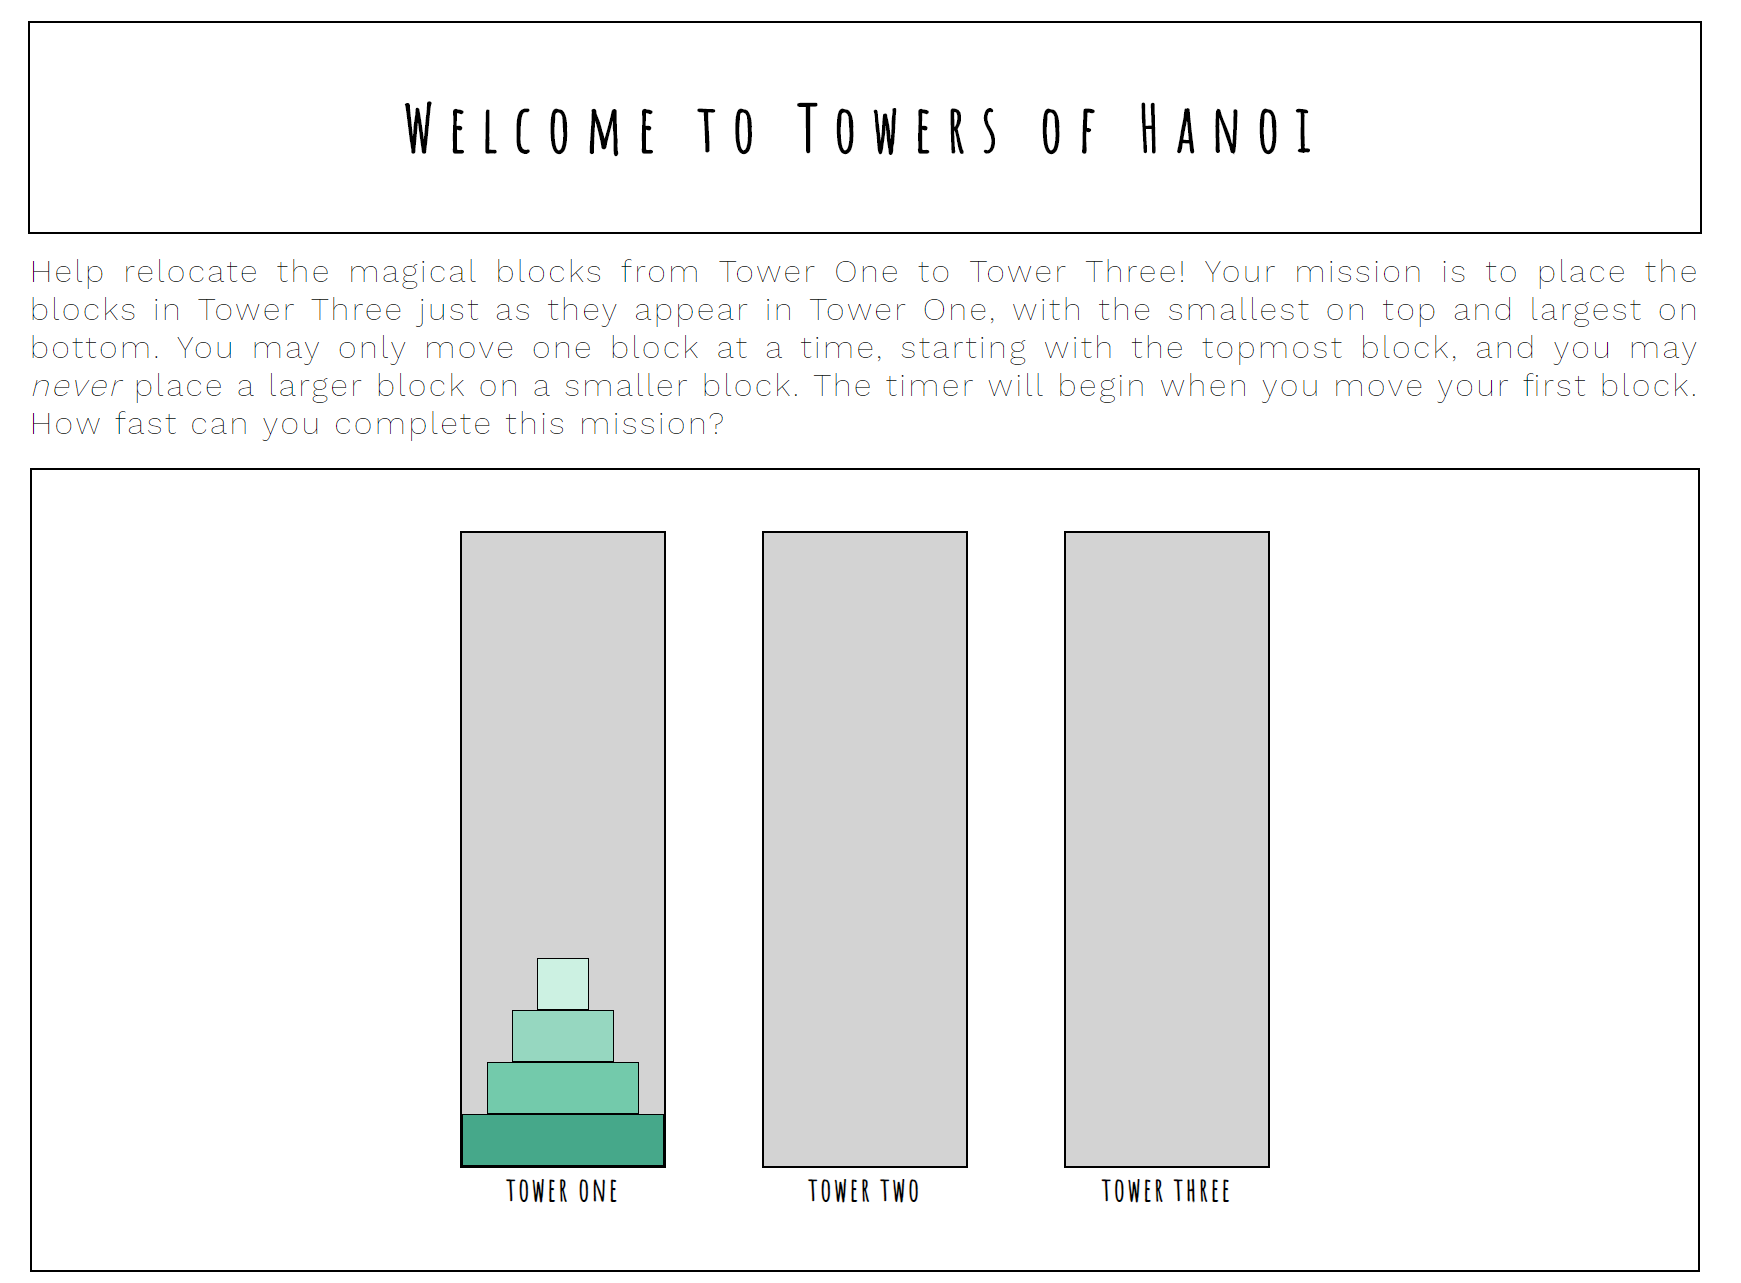 Welcome to Towers of Hanoi
Help relocate the magical blocks from Tower One to Tower Three! Your mission is to place the
blocks in Tower Three just as they appear in Tower One, with the smallest on top and largest on
bottom. You may only move one block at a time, starting with the topmost block, and you may
never place a larger block on a smaller block. The timer will begin when you move your first block.
How fast can you complete this mission?
TOWER ONE
TOWER TWO
TOWER THREE